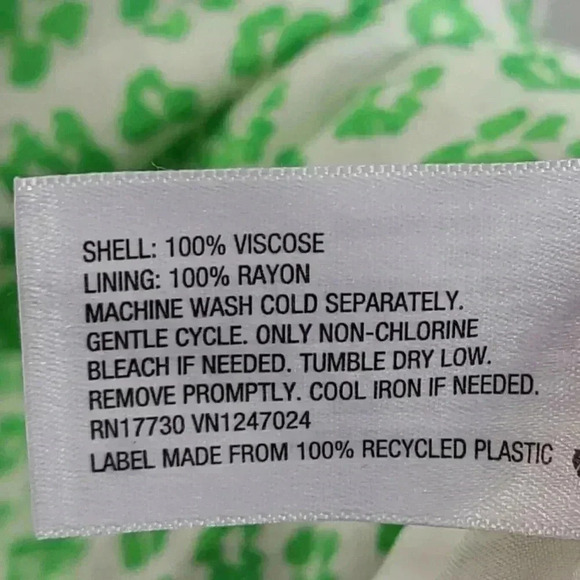 SHELL: 100% VISCOSE
LINING: 100% RAYON
MACHINE WASH COLD SEPARATELY.
GENTLE CYCLE. ONLY NON-CHLORINE
BLEACH IF NEEDED. TUMBLE DRY LOW.
REMOVE PROMPTLY. COOL IRON IF NEEDED.
RN17730 VN1247024
LABEL MADE FROM 100% RECYCLED PLASTIC